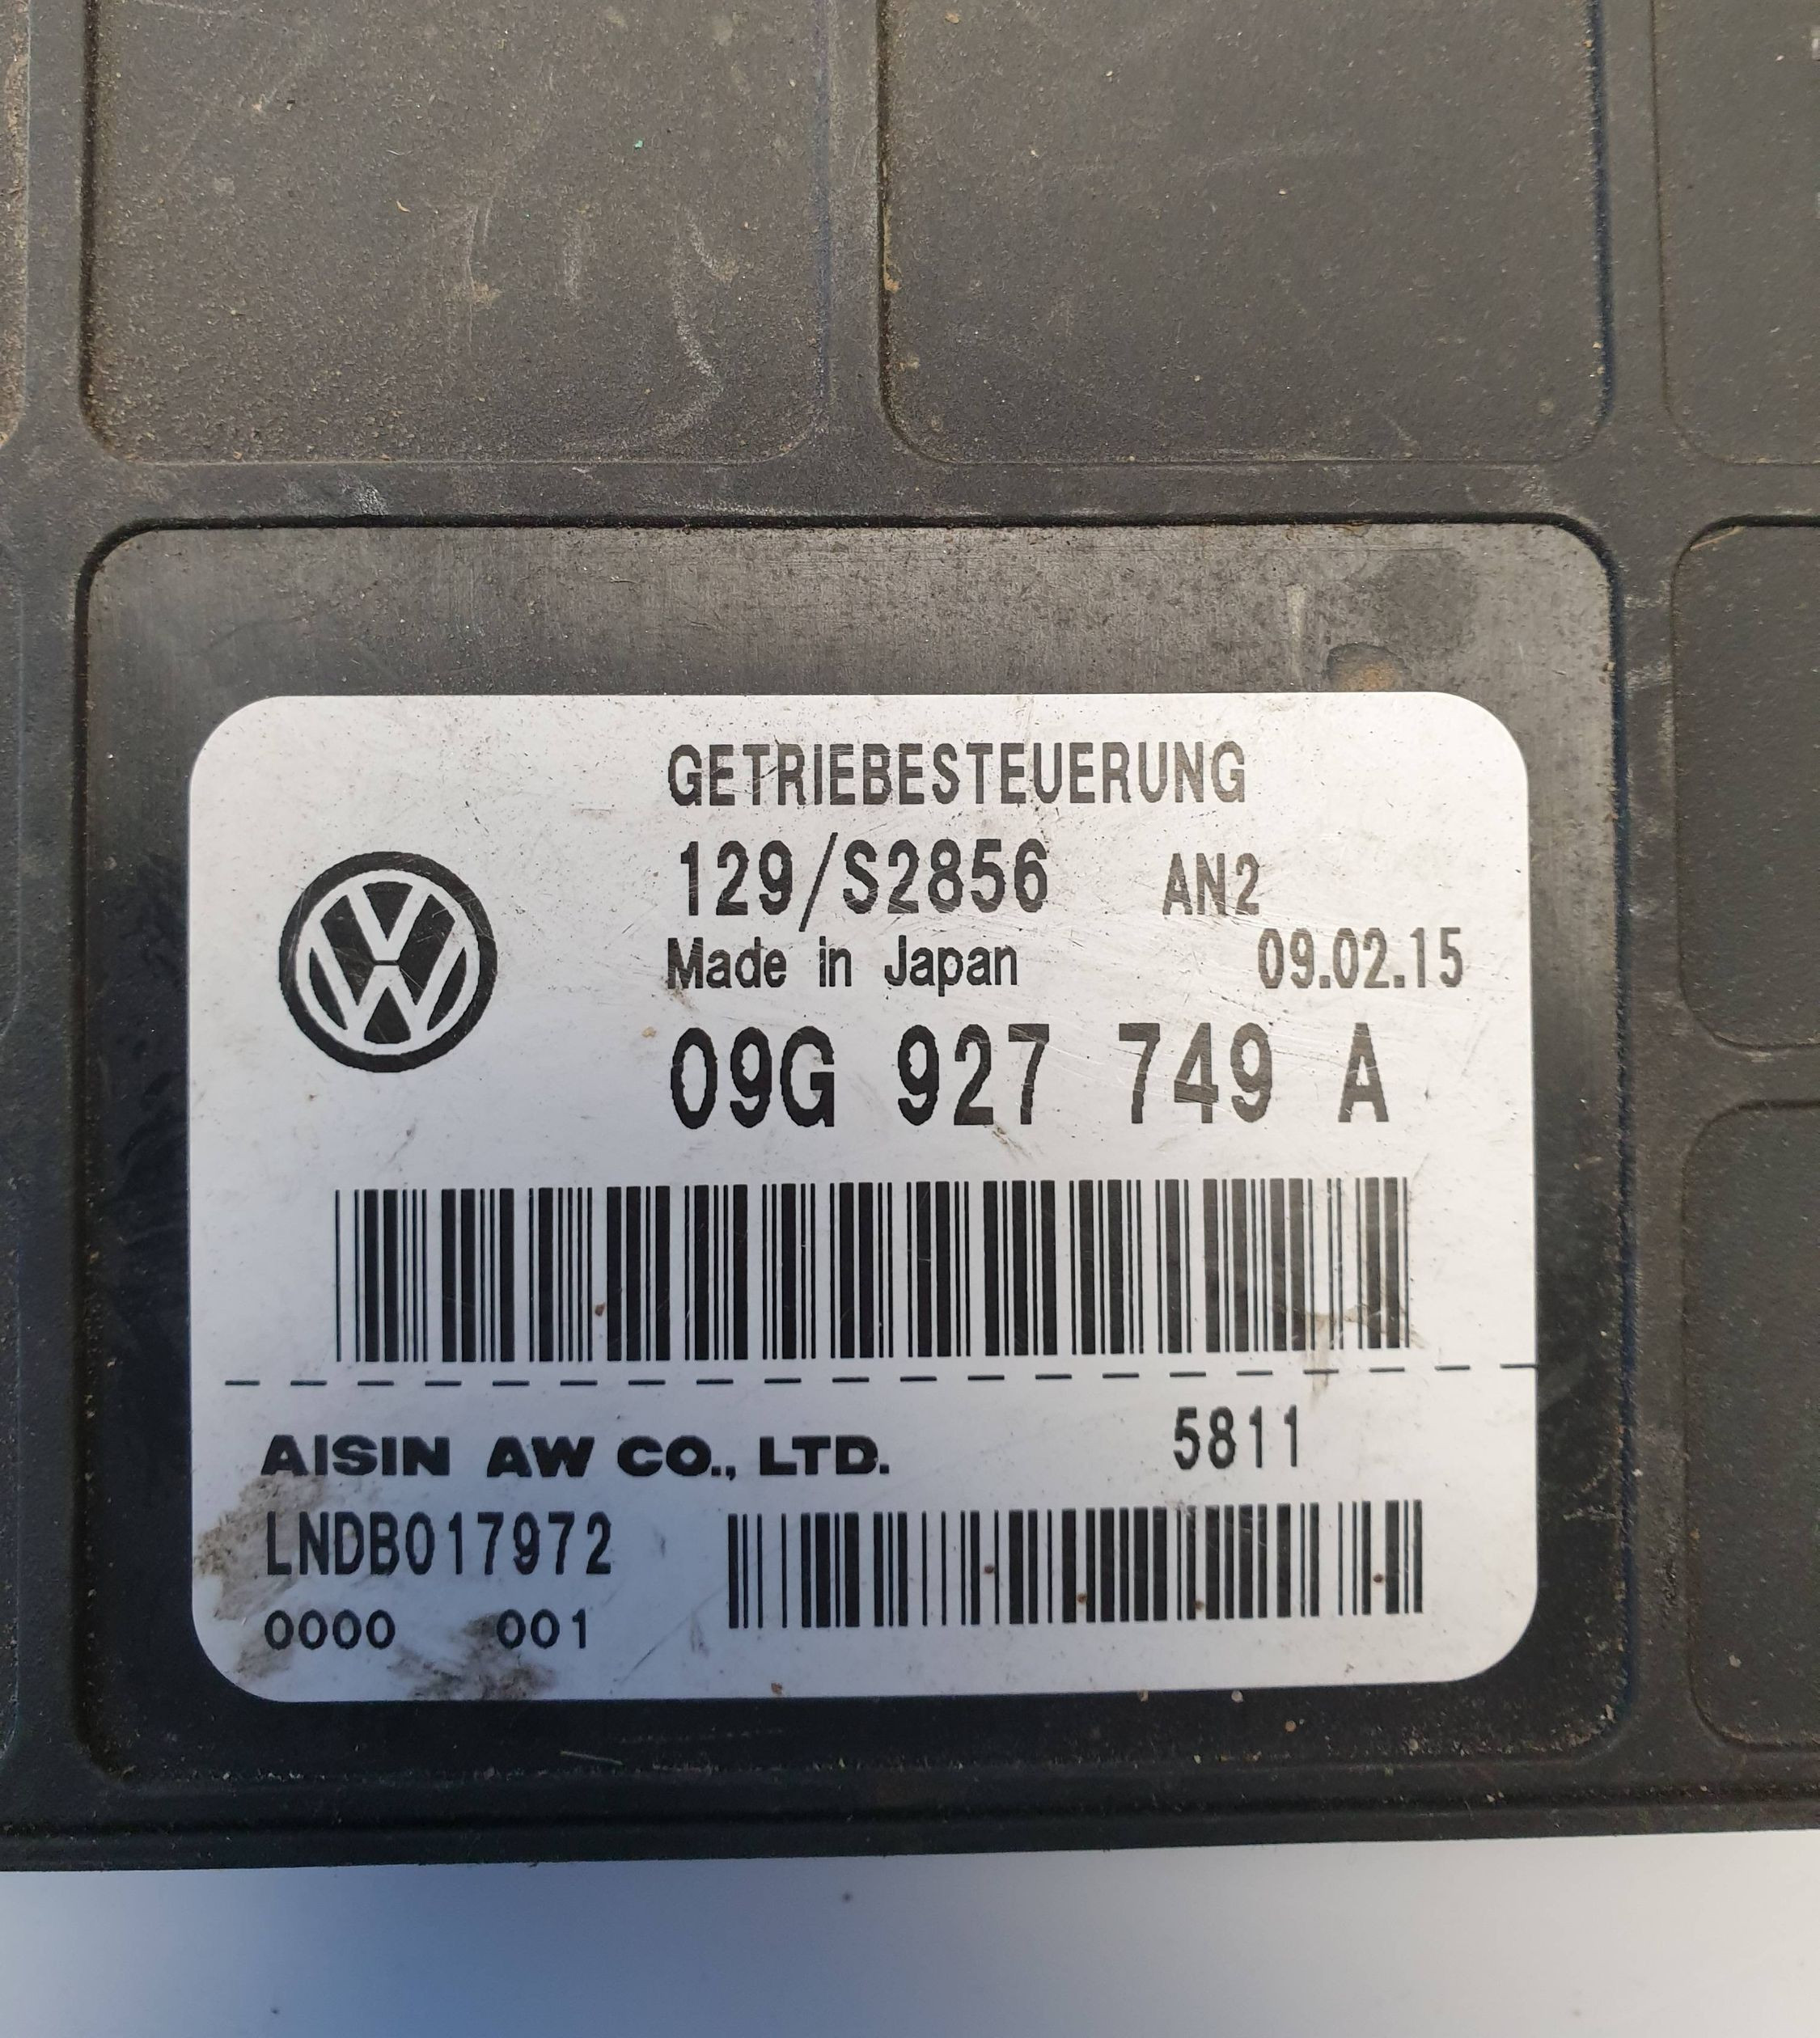 GETRIEBESTEUERUNG
129/S2856 AN2
Made in Japan 09.02.15
09G 927 749 A
AISIN AW CO., LTD. 5811
LNDB017972
0000 001